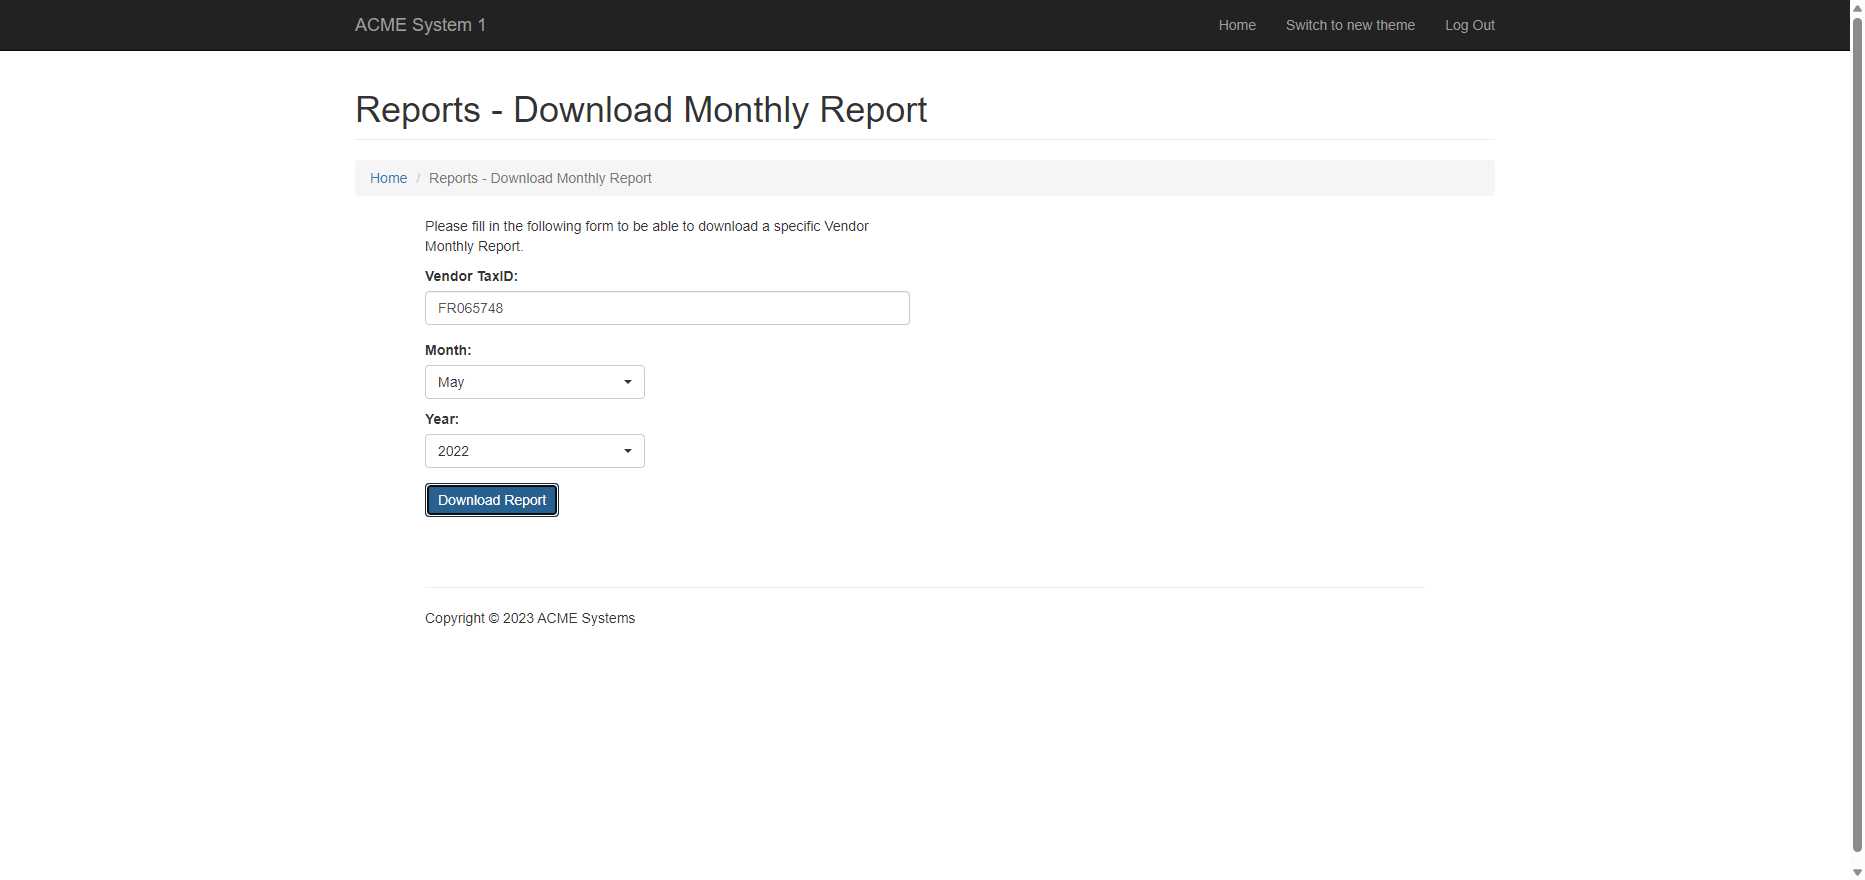 ACME System 1
Home
Switch to new theme
Log Out
Reports - Download Monthly Report
Home / Reports - Download Monthly Report
Please fill in the following form to be able to download a specific Vendor
Monthly Report.
Vendor TaxID:
FR065748
Month:
May
Year:
2022
Download Report
Copyright © 2023 ACME Systems